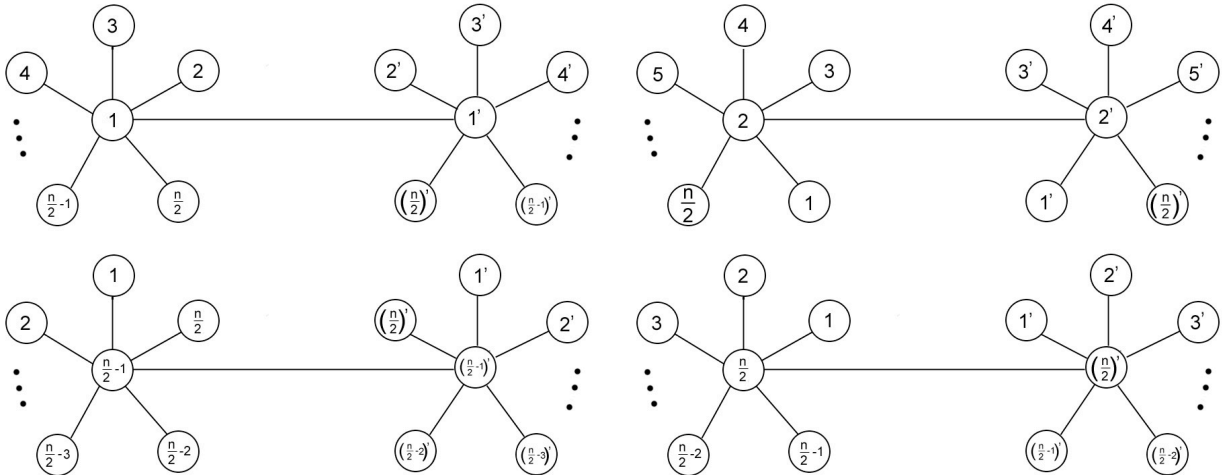 3 3’ 4 4’
4 2 2’ 4’ 5 3 3’ 5’
1 1’ 2 2’
n/2 -1 n/2 (n/2)’ (n/2 -1)’ n/2 1 1’ (n/2)’
1 1’ 2 2’
2 n/2 (n/2)’ 2’ 3 1 1’ 3’
n/2 -1 (n/2 -1)’ n/2 (n/2)’
n/2 -3 n/2 -2 (n/2 -2)’ (n/2 -3)’ n/2 -2 n/2 -1 (n/2 -1)’ (n/2 -2)’